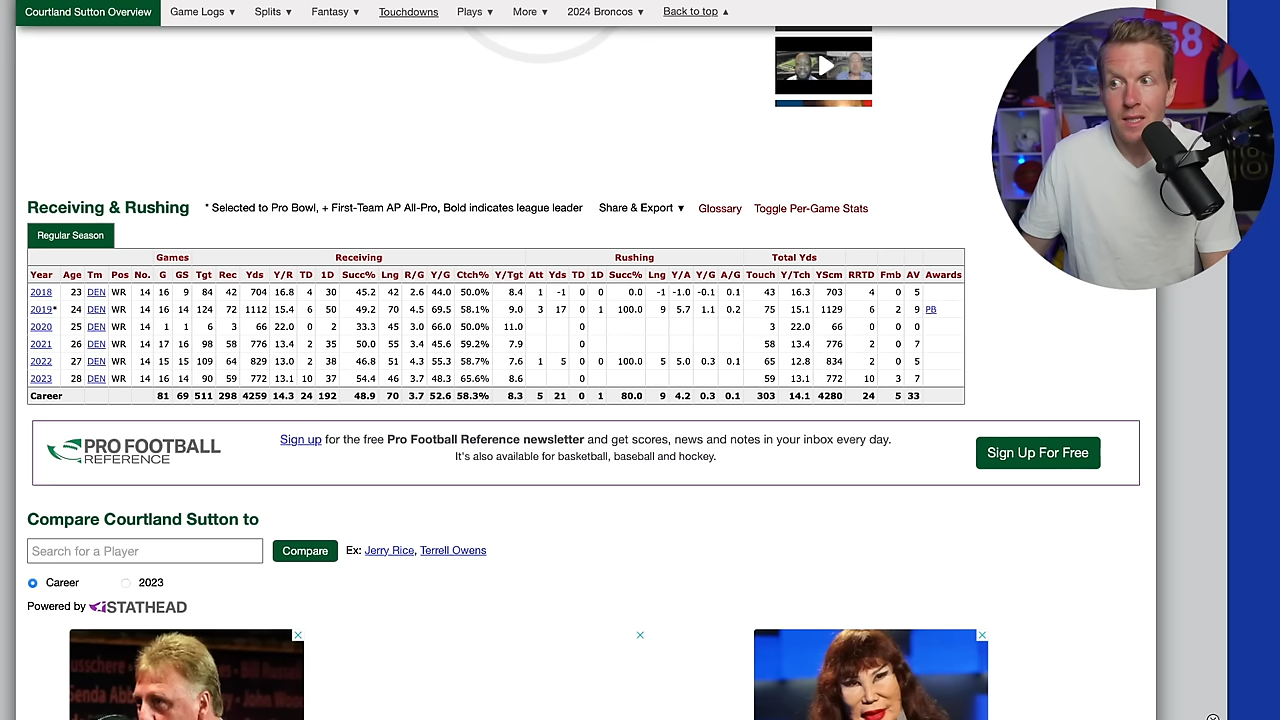 Courtland Sutton Overview Game Logs ▼ Splits ▼ Fantasy ▼ Touchdowns Plays ▼ More ▼ 2024 Broncos ▼ Back to top ▲
58
18
Receiving & Rushing * Selected to Pro Bowl, + First-Team AP All-Pro, Bold indicates league leader Share & Export ▼ Glossary Toggle Per-Game Stats
Regular Season
Games Receiving Rushing Total Yds
Year Age Tm Pos No. G GS Tgt Rec Yds Y/R TD 1D Succ% Lng R/G Y/G Ctch% Y/Tgt Att Yds TD 1D Succ% Lng Y/A Y/G A/G Touch Y/Tch YScm RRTD Fmb AV Awards
2018 23 DEN WR 14 16 9 84 42 704 16.8 4 30 45.2 42 2.6 44.0 50.0% 8.4 1 -1 0 0 0.0 -1 -1.0 -0.1 0.1 43 16.3 703 4 0 5
2019* 24 DEN WR 14 16 14 124 72 1112 15.4 6 50 49.2 70 4.5 69.5 58.1% 9.0 3 17 0 1 100.0 9 5.7 1.1 0.2 75 15.1 1129 6 2 9 PB
2020 25 DEN WR 14 1 1 6 3 66 22.0 0 2 33.3 45 3.0 66.0 50.0% 11.0 0 3 22.0 66 0 0 0
2021 26 DEN WR 14 17 16 98 58 776 13.4 2 35 50.0 55 3.4 45.6 59.2% 7.9 0 58 13.4 776 2 0 7
2022 27 DEN WR 14 15 15 109 64 829 13.0 2 38 46.8 51 4.3 55.3 58.7% 7.6 1 5 0 0 100.0 5 5.0 0.3 0.1 65 12.8 834 2 0 5
2023 28 DEN WR 14 16 14 90 59 772 13.1 10 37 54.4 46 3.7 48.3 65.6% 8.6 0 59 13.1 772 10 3 7
Career 81 69 511 298 4259 14.3 24 192 48.9 70 3.7 52.6 58.3% 8.3 5 21 0 1 80.0 9 4.2 0.3 0.1 303 14.1 4280 24 5 33
PRO FOOTBALL
REFERENCE
Sign up for the free Pro Football Reference newsletter and get scores, news and notes in your inbox every day.
It's also available for basketball, baseball and hockey.
Sign Up For Free
Compare Courtland Sutton to
Search for a Player Compare Ex: Jerry Rice, Terrell Owens
Career 2023
Powered by STATHEAD